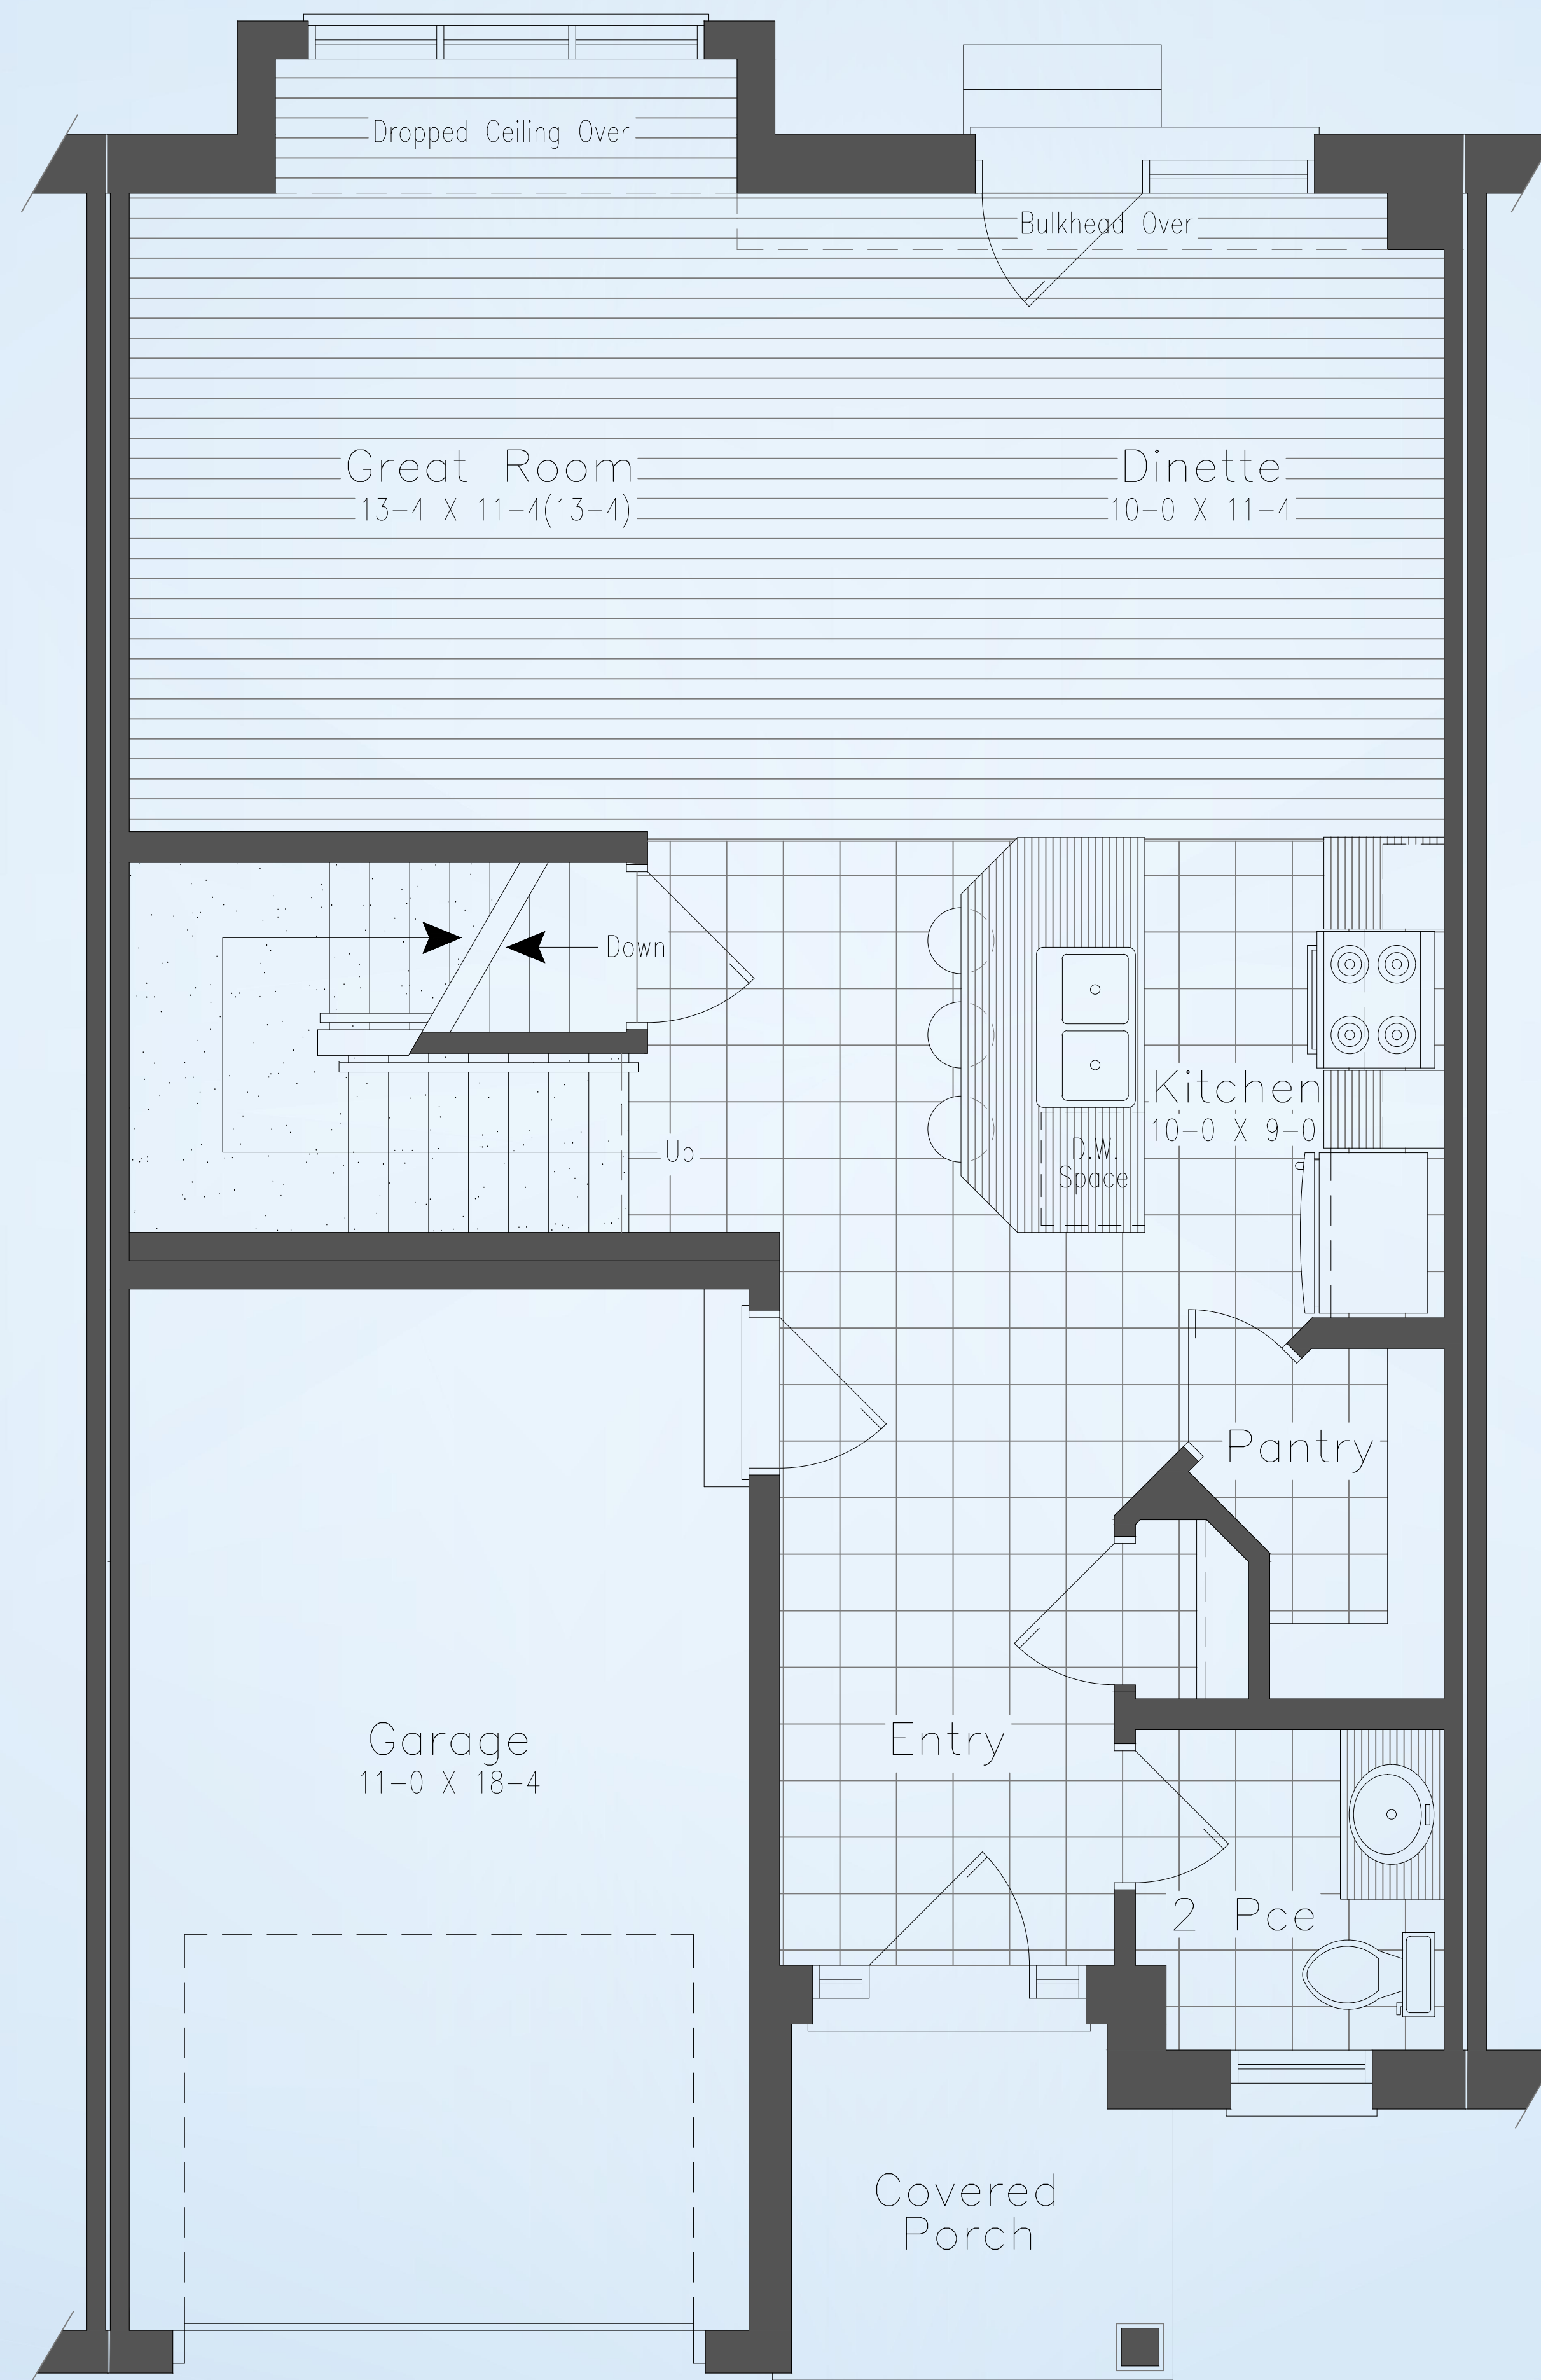 Dropped Ceiling Over
Bulkhead Over
Great Room
13-4 X 11-4(13-4)
Dinette
10-0 X 11-4
Down
Up
Kitchen
10-0 X 9-0
D.W.
Space
Pantry
Garage
11-0 X 18-4
Entry
2 Pce
Covered
Porch